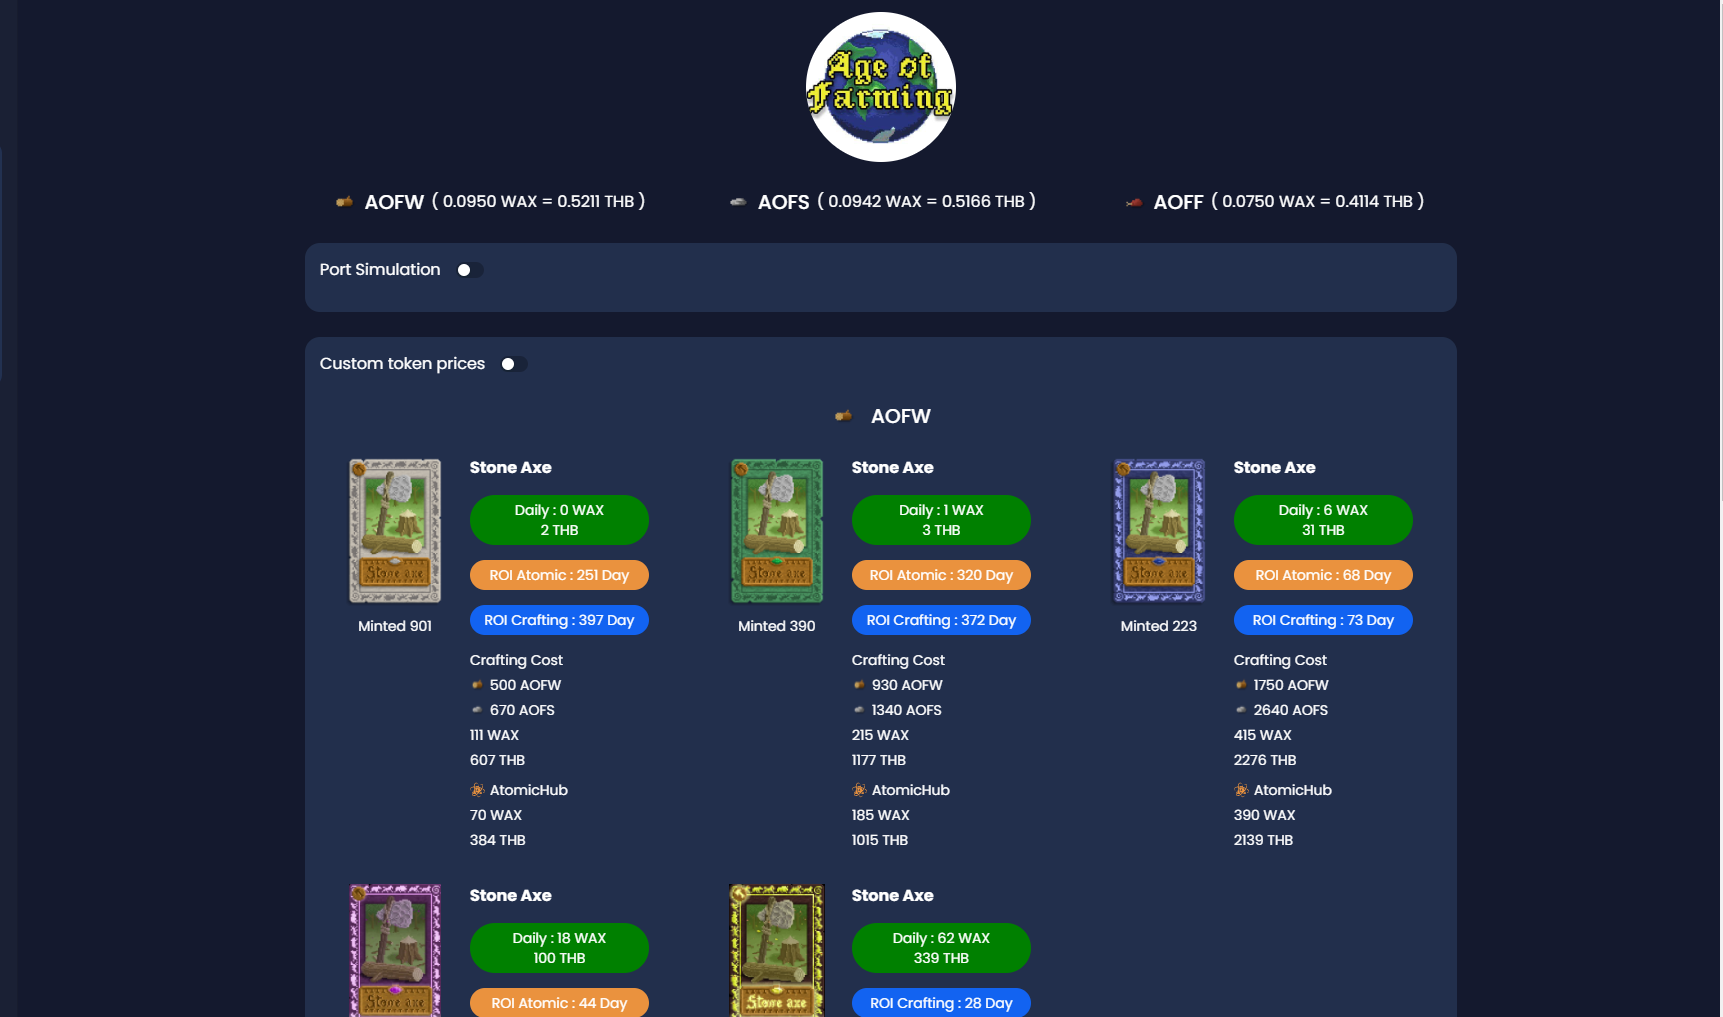 Age of
Farming
AOFW ( 0.0950 WAX = 0.5211 THB )
AOFS ( 0.0942 WAX = 0.5166 THB )
AOFF ( 0.0750 WAX = 0.4114 THB )
Port Simulation
Custom token prices
AOFW
Stone axe
Minted 901
Stone Axe
Daily : 0 WAX
2 THB
ROI Atomic : 251 Day
ROI Crafting : 397 Day
Crafting Cost
500 AOFW
670 AOFS
111 WAX
607 THB
AtomicHub
70 WAX
384 THB
Stone axe
Minted 390
Stone Axe
Daily : 1 WAX
3 THB
ROI Atomic : 320 Day
ROI Crafting : 372 Day
Crafting Cost
930 AOFW
1340 AOFS
215 WAX
1177 THB
AtomicHub
185 WAX
1015 THB
Stone axe
Minted 223
Stone Axe
Daily : 6 WAX
31 THB
ROI Atomic : 68 Day
ROI Crafting : 73 Day
Crafting Cost
1750 AOFW
2640 AOFS
415 WAX
2276 THB
AtomicHub
390 WAX
2139 THB
Stone axe
Stone Axe
Daily : 18 WAX
100 THB
ROI Atomic : 44 Day
Stone axe
Stone Axe
Daily : 62 WAX
339 THB
ROI Crafting : 28 Day